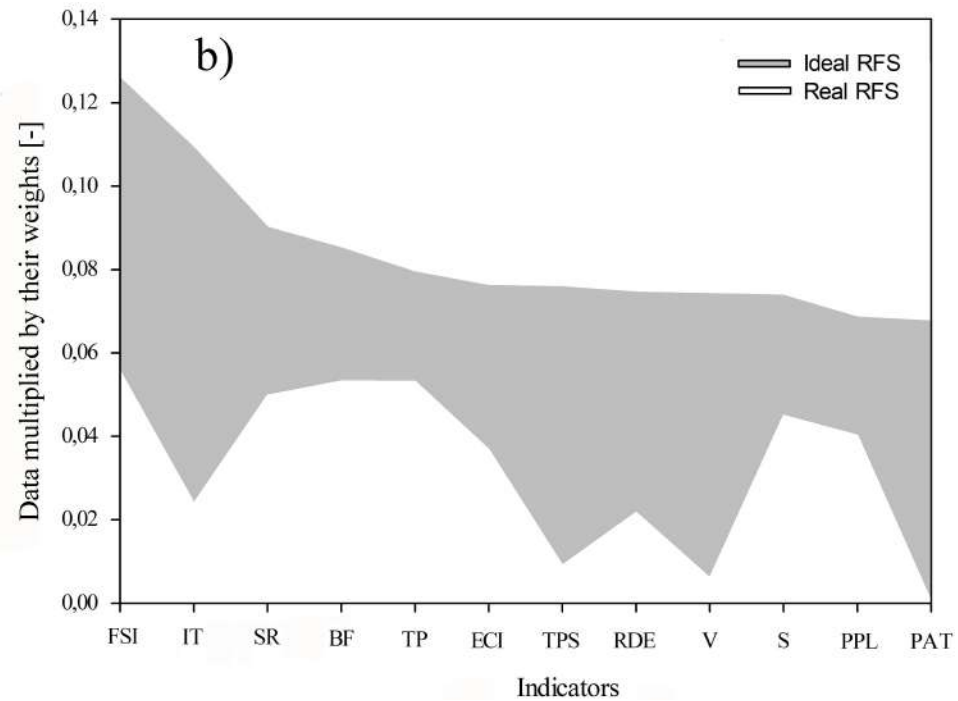 b)
Ideal RFS
Real RFS
Data multiplied by their weights [-]
0,14
0,12
0,10
0,08
0,06
0,04
0,02
0,00
FSI IT SR BF TP ECI TPS RDE V S PPL PAT
Indicators